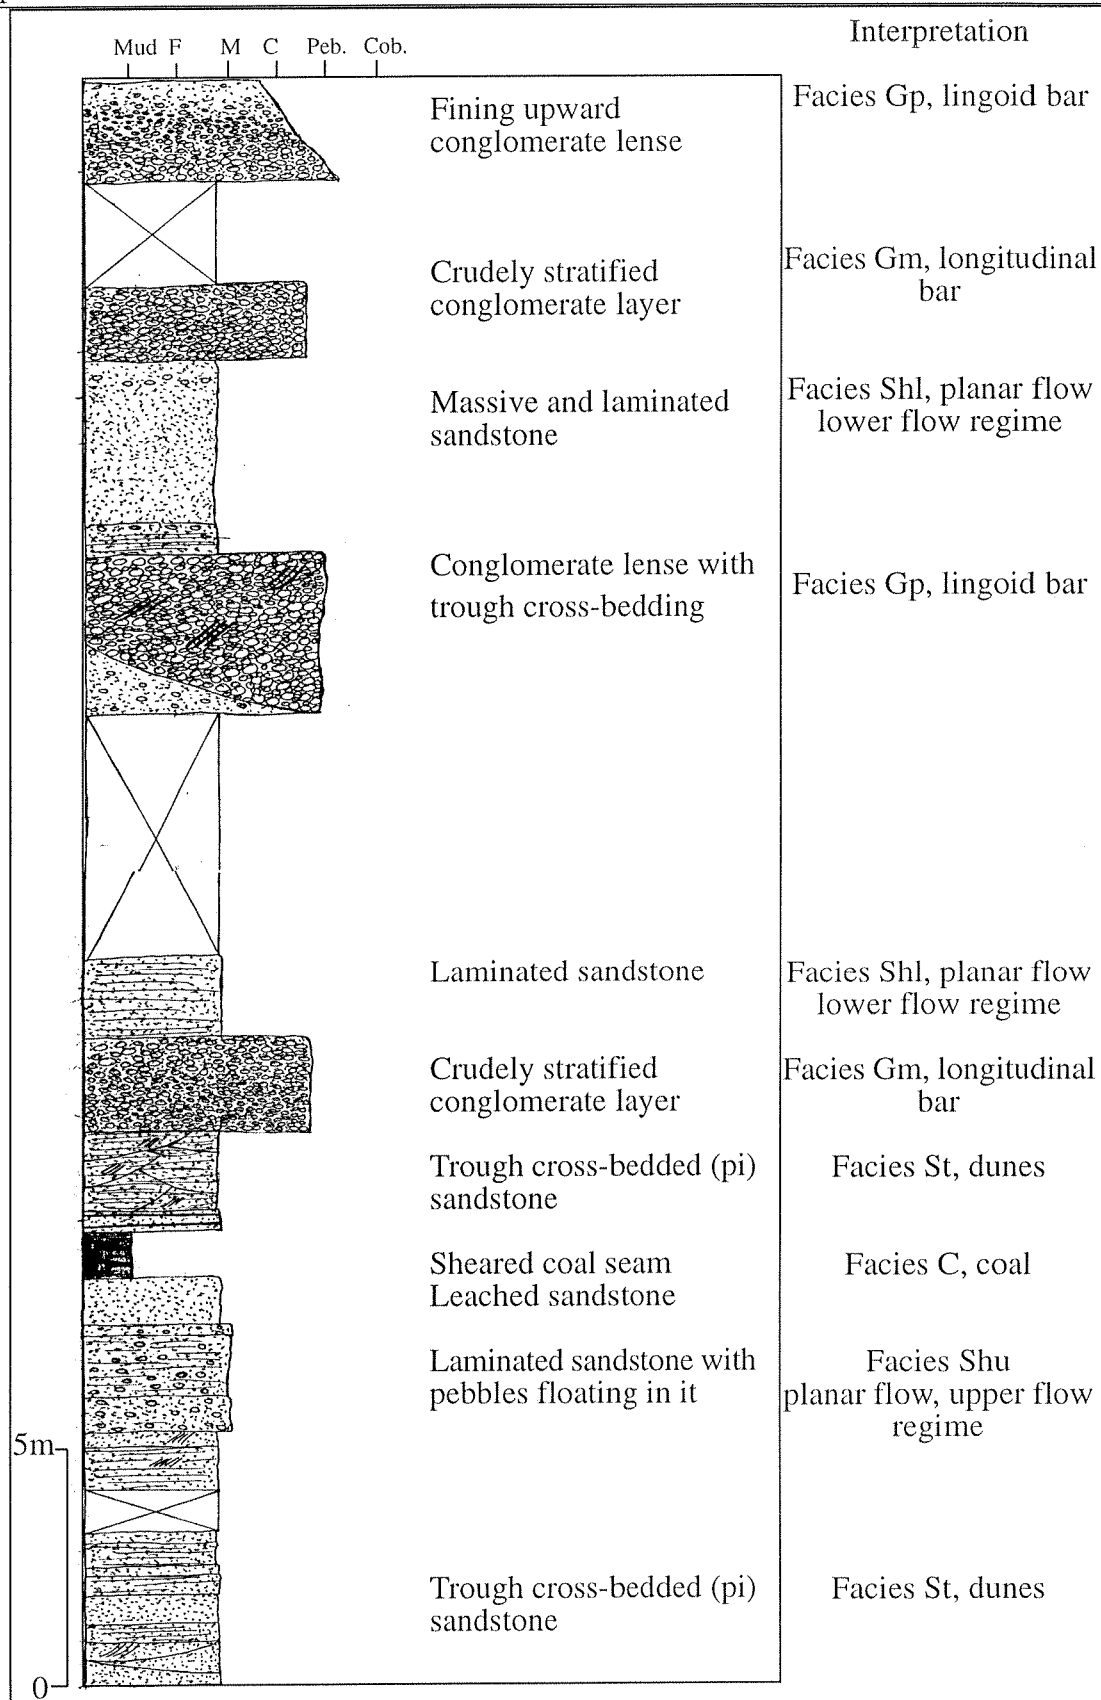 Interpretation
Mud F M C Peb. Cob.
Fining upward
conglomerate lense
Facies Gp, lingoid bar
Crudely stratified
conglomerate layer
Facies Gm, longitudinal
bar
Massive and laminated
sandstone
Facies Shl, planar flow
lower flow regime
Conglomerate lense with
trough cross-bedding
Facies Gp, lingoid bar
Laminated sandstone
Facies Shl, planar flow
lower flow regime
Crudely stratified
conglomerate layer
Facies Gm, longitudinal
bar
Trough cross-bedded (pi)
sandstone
Facies St, dunes
Sheared coal seam
Leached sandstone
Facies C, coal
Laminated sandstone with
pebbles floating in it
Facies Shu
planar flow, upper flow
regime
5m
Trough cross-bedded (pi)
sandstone
Facies St, dunes
0